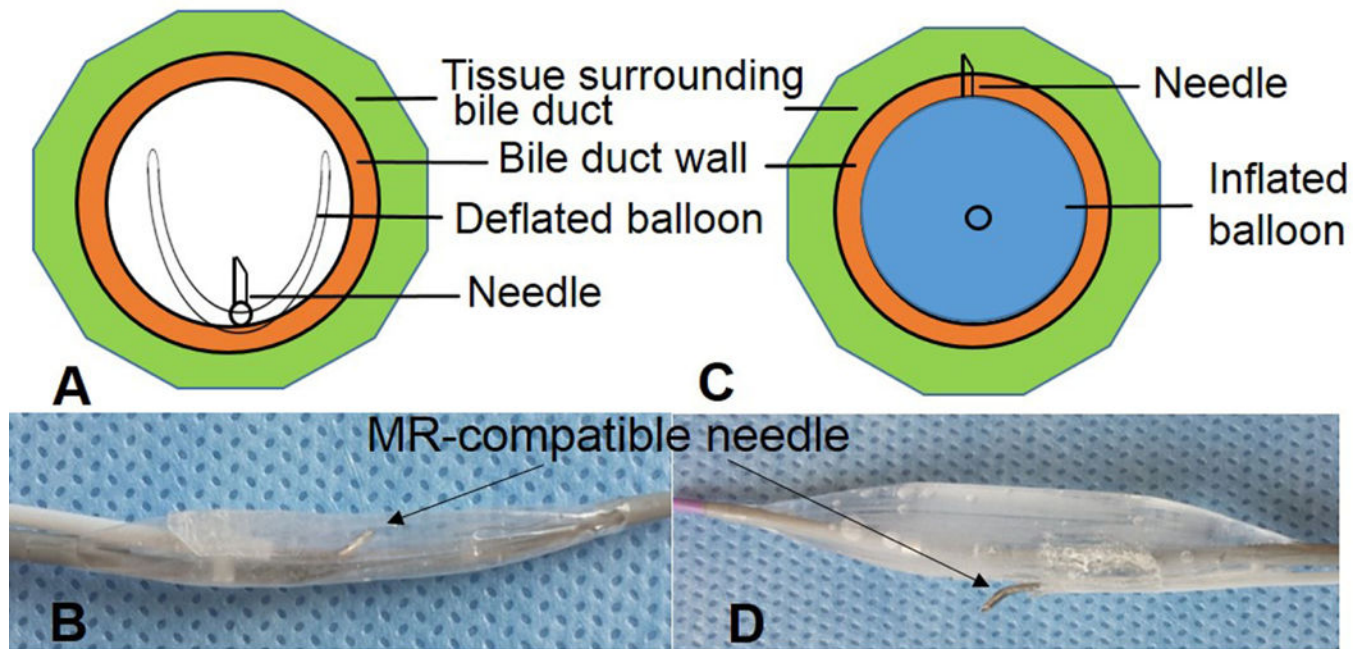 Tissue surrounding
bile duct
Bile duct wall
Deflated balloon
Needle
A
Needle
Inflated
balloon
C
MR-compatible needle
B
D